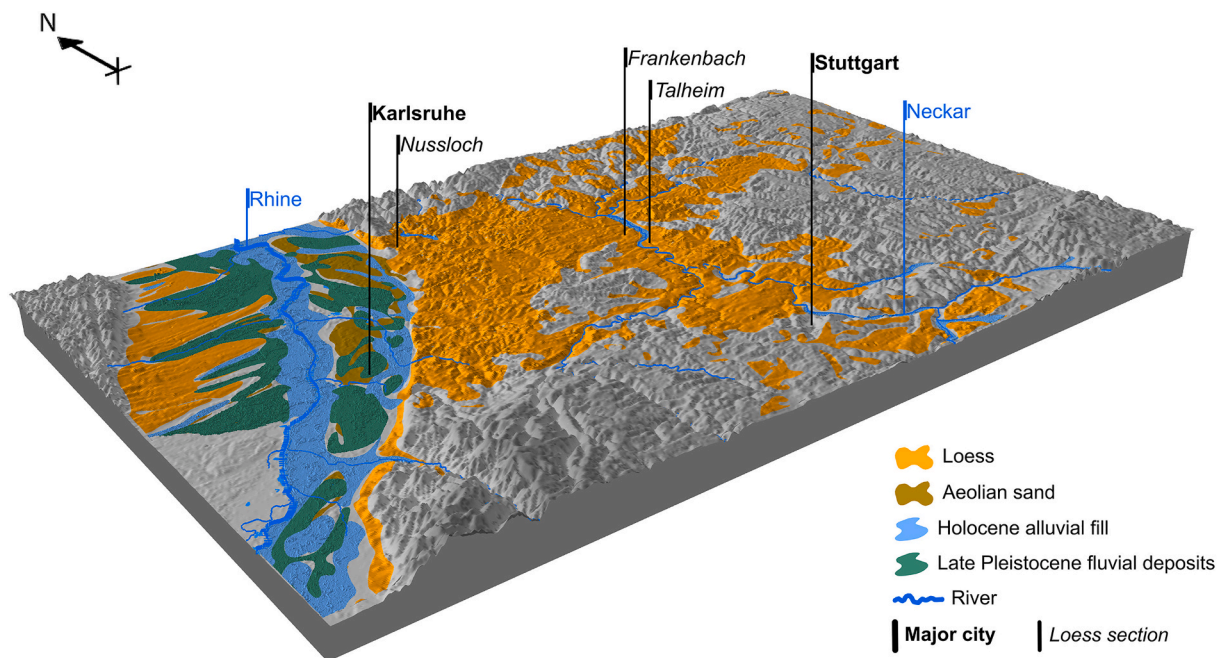 N
Frankenbach
Stuttgart
Talheim
Karlsruhe
Neckar
Nussloch
Rhine
Loess
Aeolian sand
Holocene alluvial fill
Late Pleistocene fluvial deposits
River
Major city
Loess section